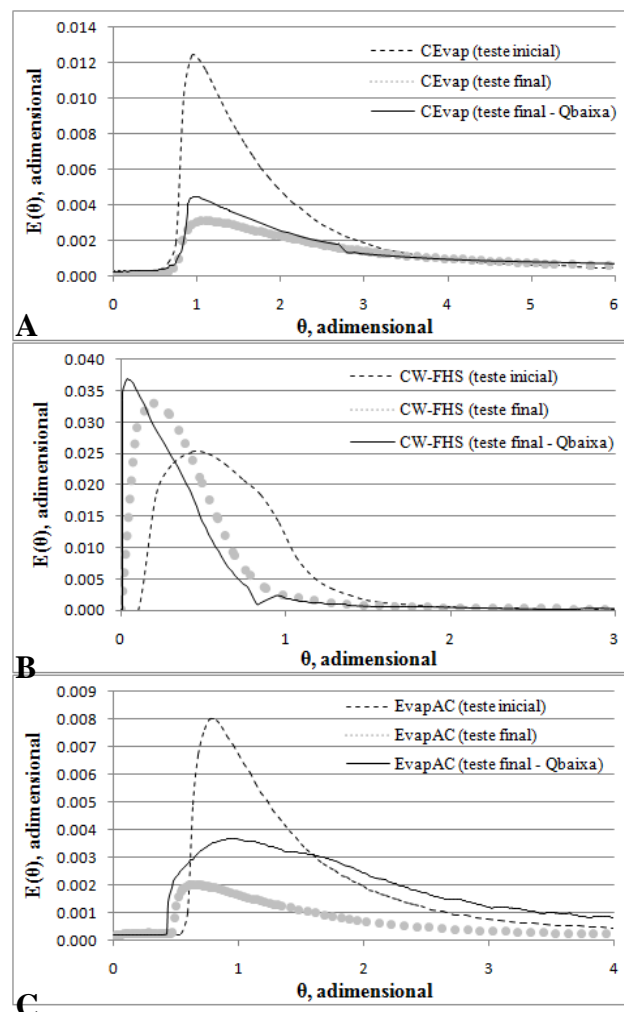 0.014
0.012
0.010
0.008
0.006
0.004
0.002
0.000
E(θ), adimensional
CEvap (teste inicial)
CEvap (teste final)
CEvap (teste final - Qbaixa)
0 1 2 3 4 5 6
θ, adimensional
A
0.040
0.035
0.030
0.025
0.020
0.015
0.010
0.005
0.000
E(θ), adimensional
CW-FHS (teste inicial)
CW-FHS (teste final)
CW-FHS (teste final - Qbaixa)
0 1 2 3
θ, adimensional
B
0.009
0.008
0.007
0.006
0.005
0.004
0.003
0.002
0.001
0.000
E(θ), adimensional
EvapAC (teste inicial)
EvapAC (teste final)
EvapAC (teste final - Qbaixa)
0 1 2 3 4
θ, adimensional
C